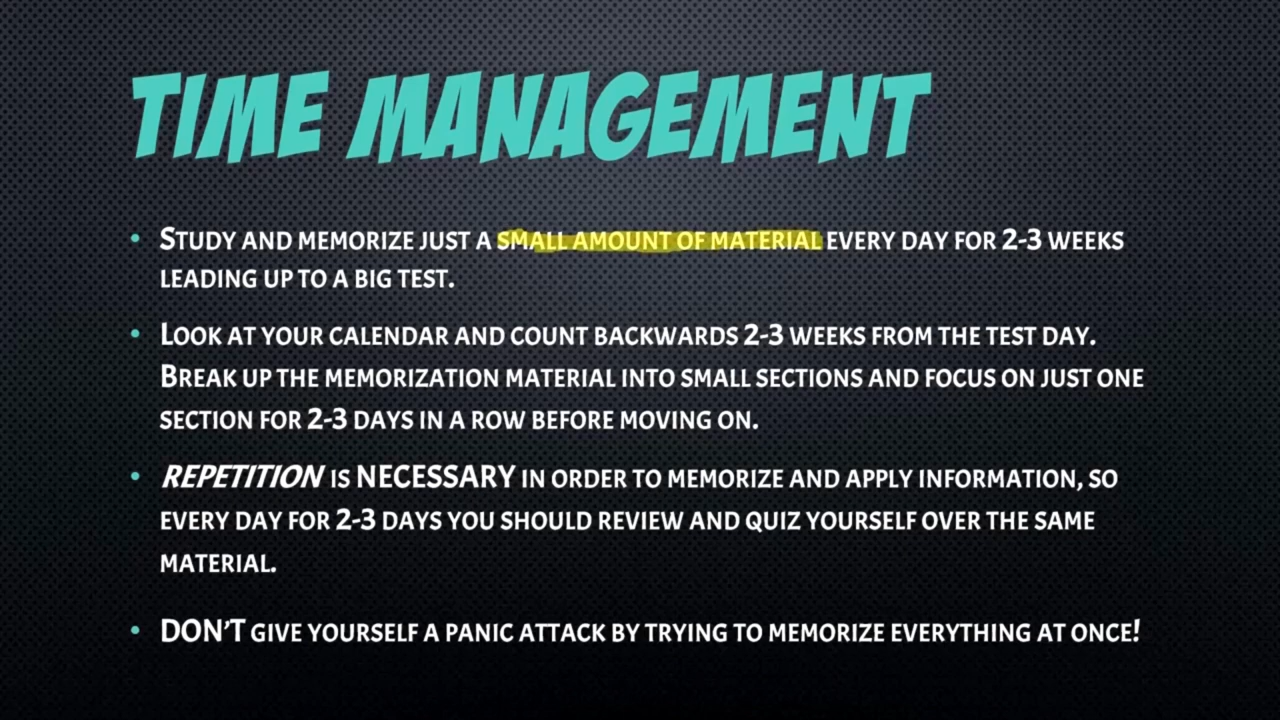 TIME MANAGEMENT
• STUDY AND MEMORIZE JUST A SMALL AMOUNT OF MATERIAL EVERY DAY FOR 2-3 WEEKS
LEADING UP TO A BIG TEST.
• LOOK AT YOUR CALENDAR AND COUNT BACKWARDS 2-3 WEEKS FROM THE TEST DAY.
BREAK UP THE MEMORIZATION MATERIAL INTO SMALL SECTIONS AND FOCUS ON JUST ONE
SECTION FOR 2-3 DAYS IN A ROW BEFORE MOVING ON.
• REPETITION IS NECESSARY IN ORDER TO MEMORIZE AND APPLY INFORMATION, SO
EVERY DAY FOR 2-3 DAYS YOU SHOULD REVIEW AND QUIZ YOURSELF OVER THE SAME
MATERIAL.
• DON'T GIVE YOURSELF A PANIC ATTACK BY TRYING TO MEMORIZE EVERYTHING AT ONCE!